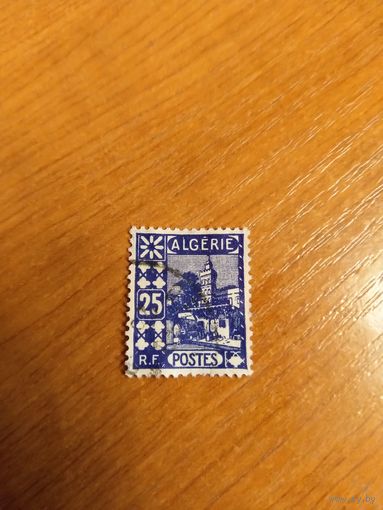 ALGÉRIE
25
R.F. POSTES